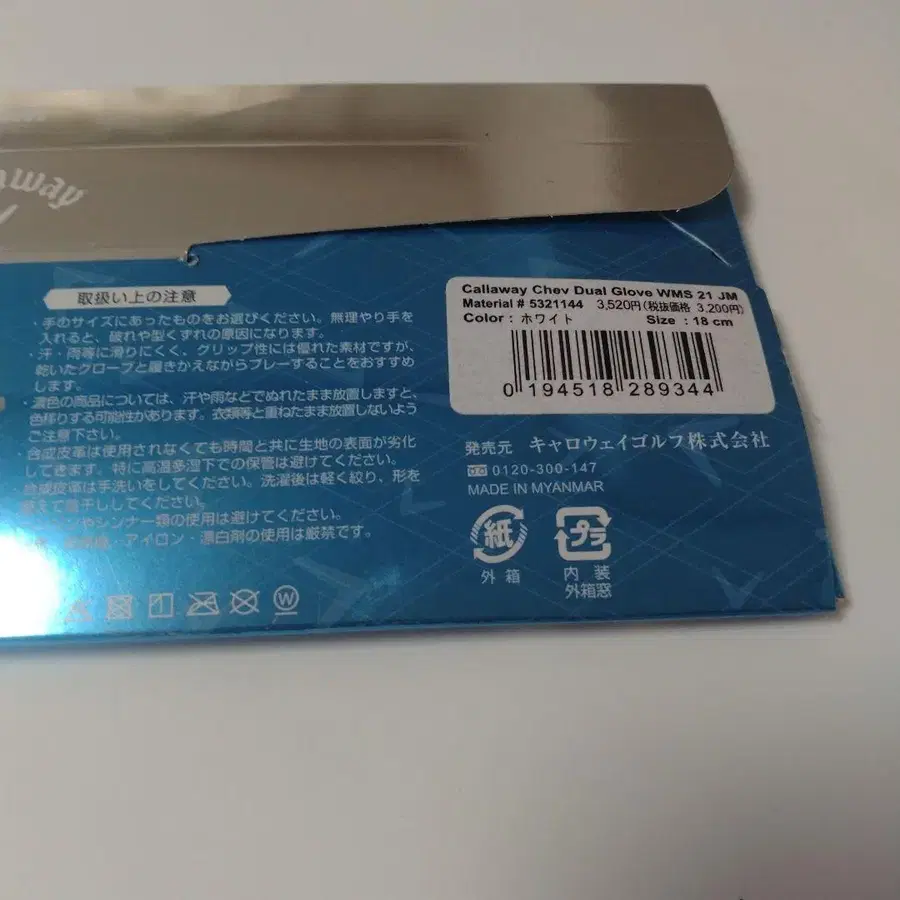 取扱い上の注意
・手のサイズにあったものをお選びください。無理やり手を
入れると、破れや型くずれの原因になります。
・汗・雨等に滑りにくく、グリップ性には優れた素材ですが、
乾いたグローブと履きかえながらプレーすることをおすすめ
します。
・濃色の商品については、汗や雨などでぬれたまま放置しますと、
色移りする可能性があります。衣類等と重ねたまま放置しないよう
ご注意下さい。
・合成皮革は使用されなくても時間と共に生地の表面が劣化
してきます。特に高温多湿下での保管は避けてください。
合成皮革は手洗いをしてください。洗濯後は軽く絞り、形を
えて陰干ししてください。
やシンナー類の使用は避けてください。
・アイロン・漂白剤の使用は厳禁です。
W
Callaway Chev Dual Glove WMS 21 JM
Material # 5321144 3,520円(税抜価格 3,200円)
Color : ホワイト Size : 18 cm
0 194518 289344
発売元 キャロウェイゴルフ株式会社
0120-300-147
MADE IN MYANMAR
紙 プラ
外箱 内装
外箱窓